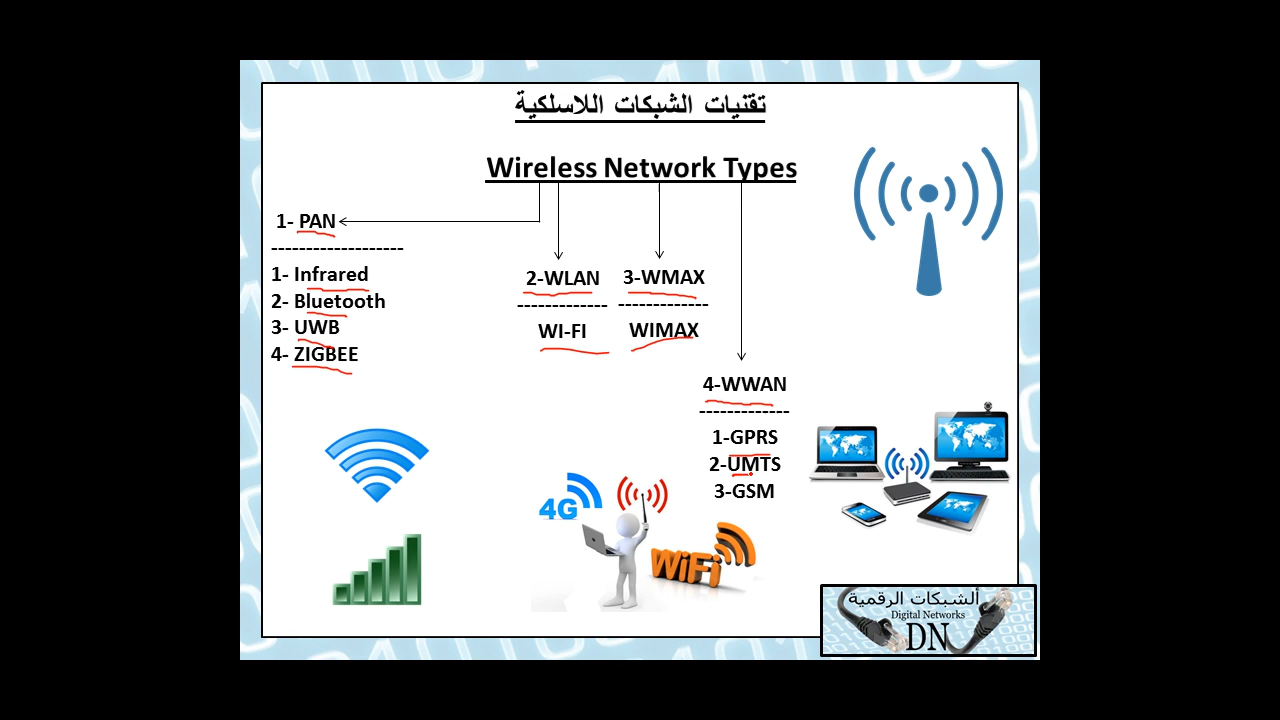 تقنيات الشبكات اللاسلكية
Wireless Network Types
1- PAN
-------------------
1- Infrared
2- Bluetooth
3- UWB
4- ZIGBEE
2-WLAN
-------------
WI-FI
3-WMAX
-------------
WIMAX
4-WWAN
-------------
1-GPRS
2-UMTS
3-GSM
4G
WiFi
ألشبكات الرقمية
Digital Networks
DN